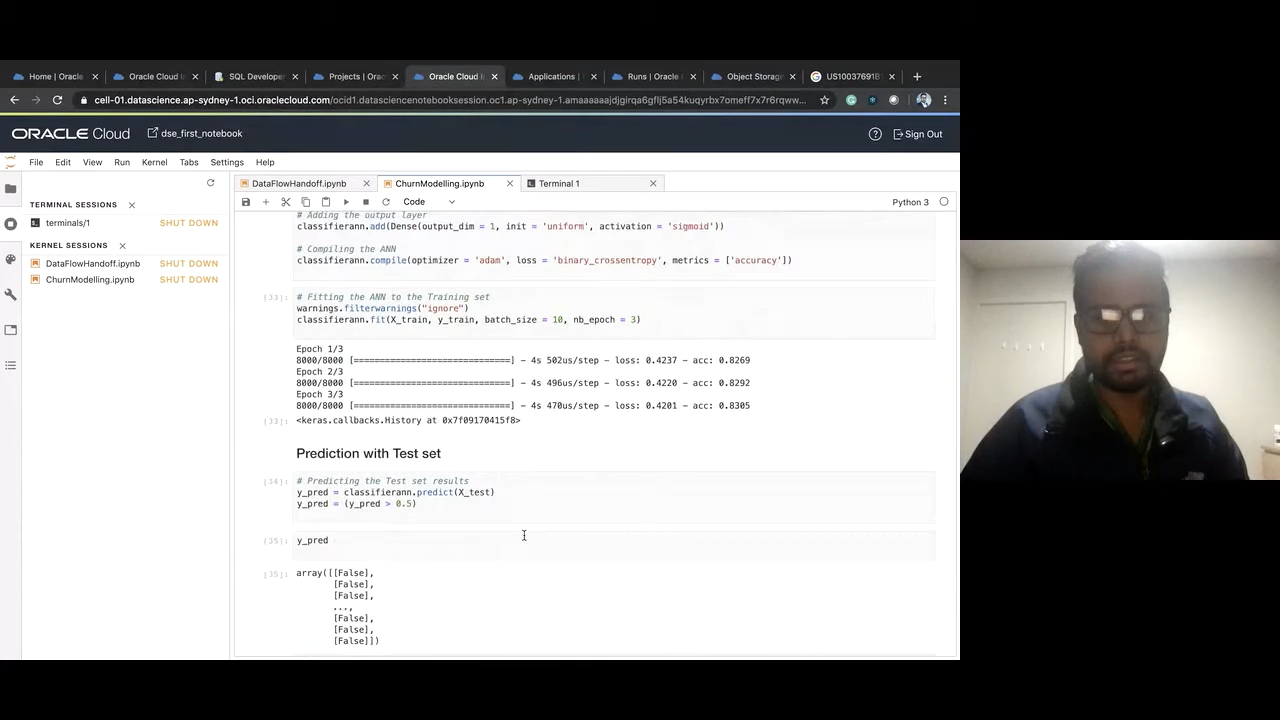 Home | Oracle
Oracle Cloud I
SQL Developer
Projects | Orac
Oracle Cloud I
Applications |
Runs | Oracle
Object Storag
US10037691B
cell-01.datascience.ap-sydney-1.oci.oraclecloud.com/ocid1.datasciencenotebooksession.oc1.ap-sydney-1.amaaaaaajdjgirqa6gflj5a54kuqyrbx7omeff7x7r6rqww...
ORACLE Cloud
dse_first_notebook
Sign Out
File Edit View Run Kernel Tabs Settings Help
TERMINAL SESSIONS
terminals/1 SHUT DOWN
KERNEL SESSIONS
DataFlowHandoff.ipynb SHUT DOWN
ChurnModelling.ipynb SHUT DOWN
DataFlowHandoff.ipynb
ChurnModelling.ipynb
Terminal 1
Code
Python 3
# Adding the output layer
classifierann.add(Dense(output_dim = 1, init = 'uniform', activation = 'sigmoid'))
# Compiling the ANN
classifierann.compile(optimizer = 'adam', loss = 'binary_crossentropy', metrics = ['accuracy'])
[33]: # Fitting the ANN to the Training set
warnings.filterwarnings("ignore")
classifierann.fit(X_train, y_train, batch_size = 10, nb_epoch = 3)
Epoch 1/3
8000/8000 [==============================] - 4s 502us/step - loss: 0.4237 - acc: 0.8269
Epoch 2/3
8000/8000 [==============================] - 4s 496us/step - loss: 0.4220 - acc: 0.8292
Epoch 3/3
8000/8000 [==============================] - 4s 470us/step - loss: 0.4201 - acc: 0.8305
[33]: <keras.callbacks.History at 0x7f09170415f8>
Prediction with Test set
[34]: # Predicting the Test set results
y_pred = classifierann.predict(X_test)
y_pred = (y_pred > 0.5)
[35]: y_pred
[35]: array([[False],
[False],
[False],
...,
[False],
[False],
[False]])